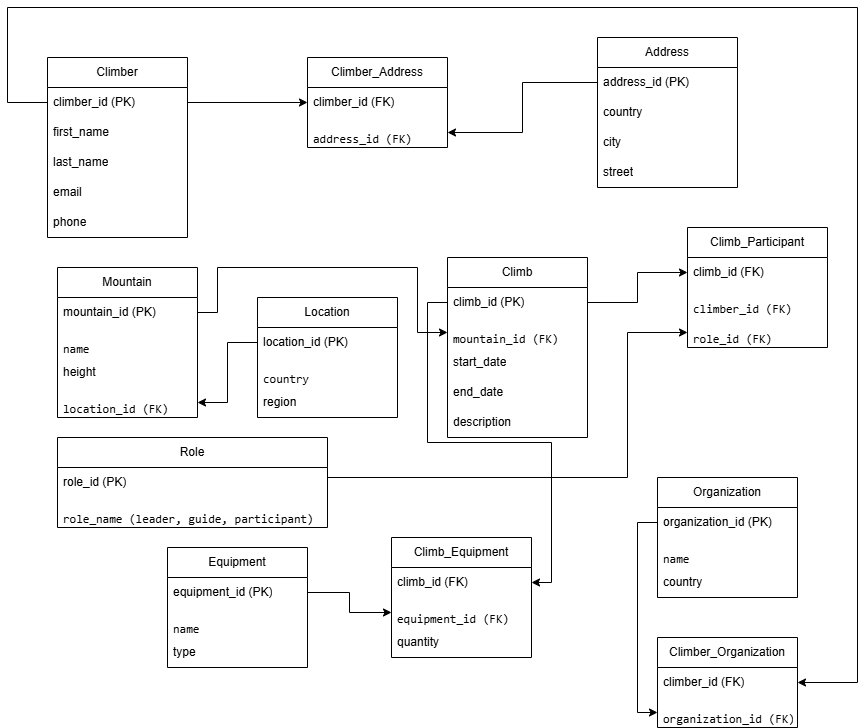 Climber
climber_id (PK)
first_name
last_name
email
phone
Climber_Address
climber_id (FK)
address_id (FK)
Address
address_id (PK)
country
city
street
Mountain
mountain_id (PK)
name
height
location_id (FK)
Location
location_id (PK)
country
region
Climb
climb_id (PK)
mountain_id (FK)
start_date
end_date
description
Climb_Participant
climb_id (FK)
climber_id (FK)
role_id (FK)
Role
role_id (PK)
role_name (leader, guide, participant)
Equipment
equipment_id (PK)
name
type
Climb_Equipment
climb_id (FK)
equipment_id (FK)
quantity
Organization
organization_id (PK)
name
country
Climber_Organization
climber_id (FK)
organization_id (FK)